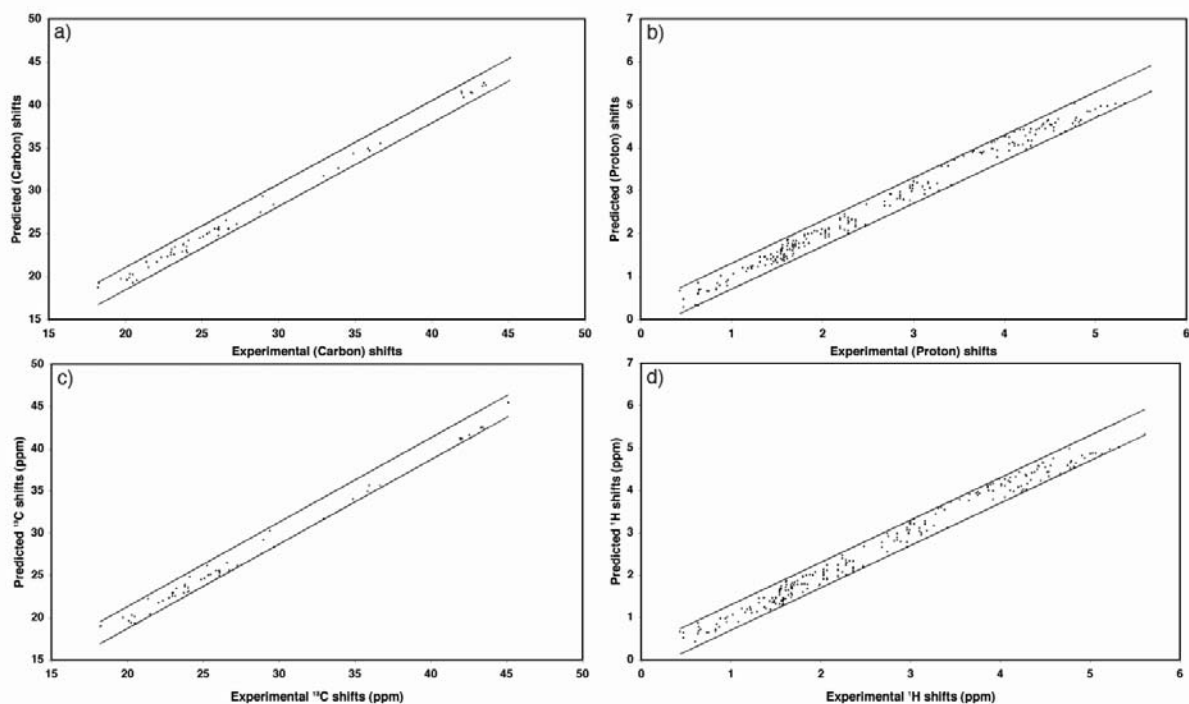 a)
50
45
40
35
30
25
20
15
Predicted (Carbon) shifts
15 20 25 30 35 40 45 50
Experimental (Carbon) shifts
b)
7
6
5
4
3
2
1
0
Predicted (Proton) shifts
0 1 2 3 4 5 6
Experimental (Proton) shifts
c)
50
45
40
35
30
25
20
15
Predicted ¹³C shifts (ppm)
15 20 25 30 35 40 45 50
Experimental ¹³C shifts (ppm)
d)
7
6
5
4
3
2
1
0
Predicted ¹H shifts (ppm)
0 1 2 3 4 5 6
Experimental ¹H shifts (ppm)